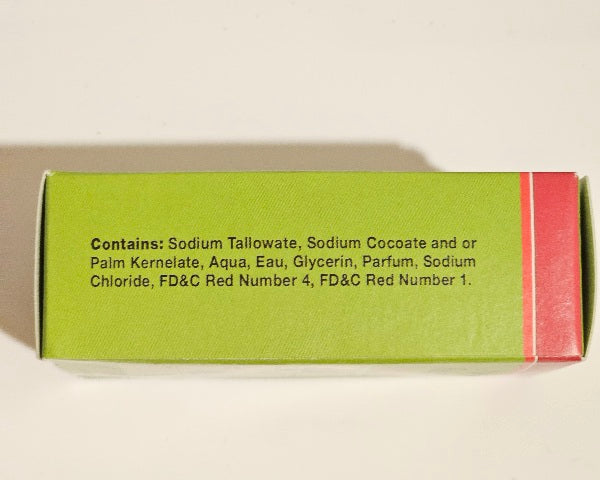 Contains: Sodium Tallowate, Sodium Cocoate and or
Palm Kernelate, Aqua, Eau, Glycerin, Parfum, Sodium
Chloride, FD&C Red Number 4, FD&C Red Number 1.